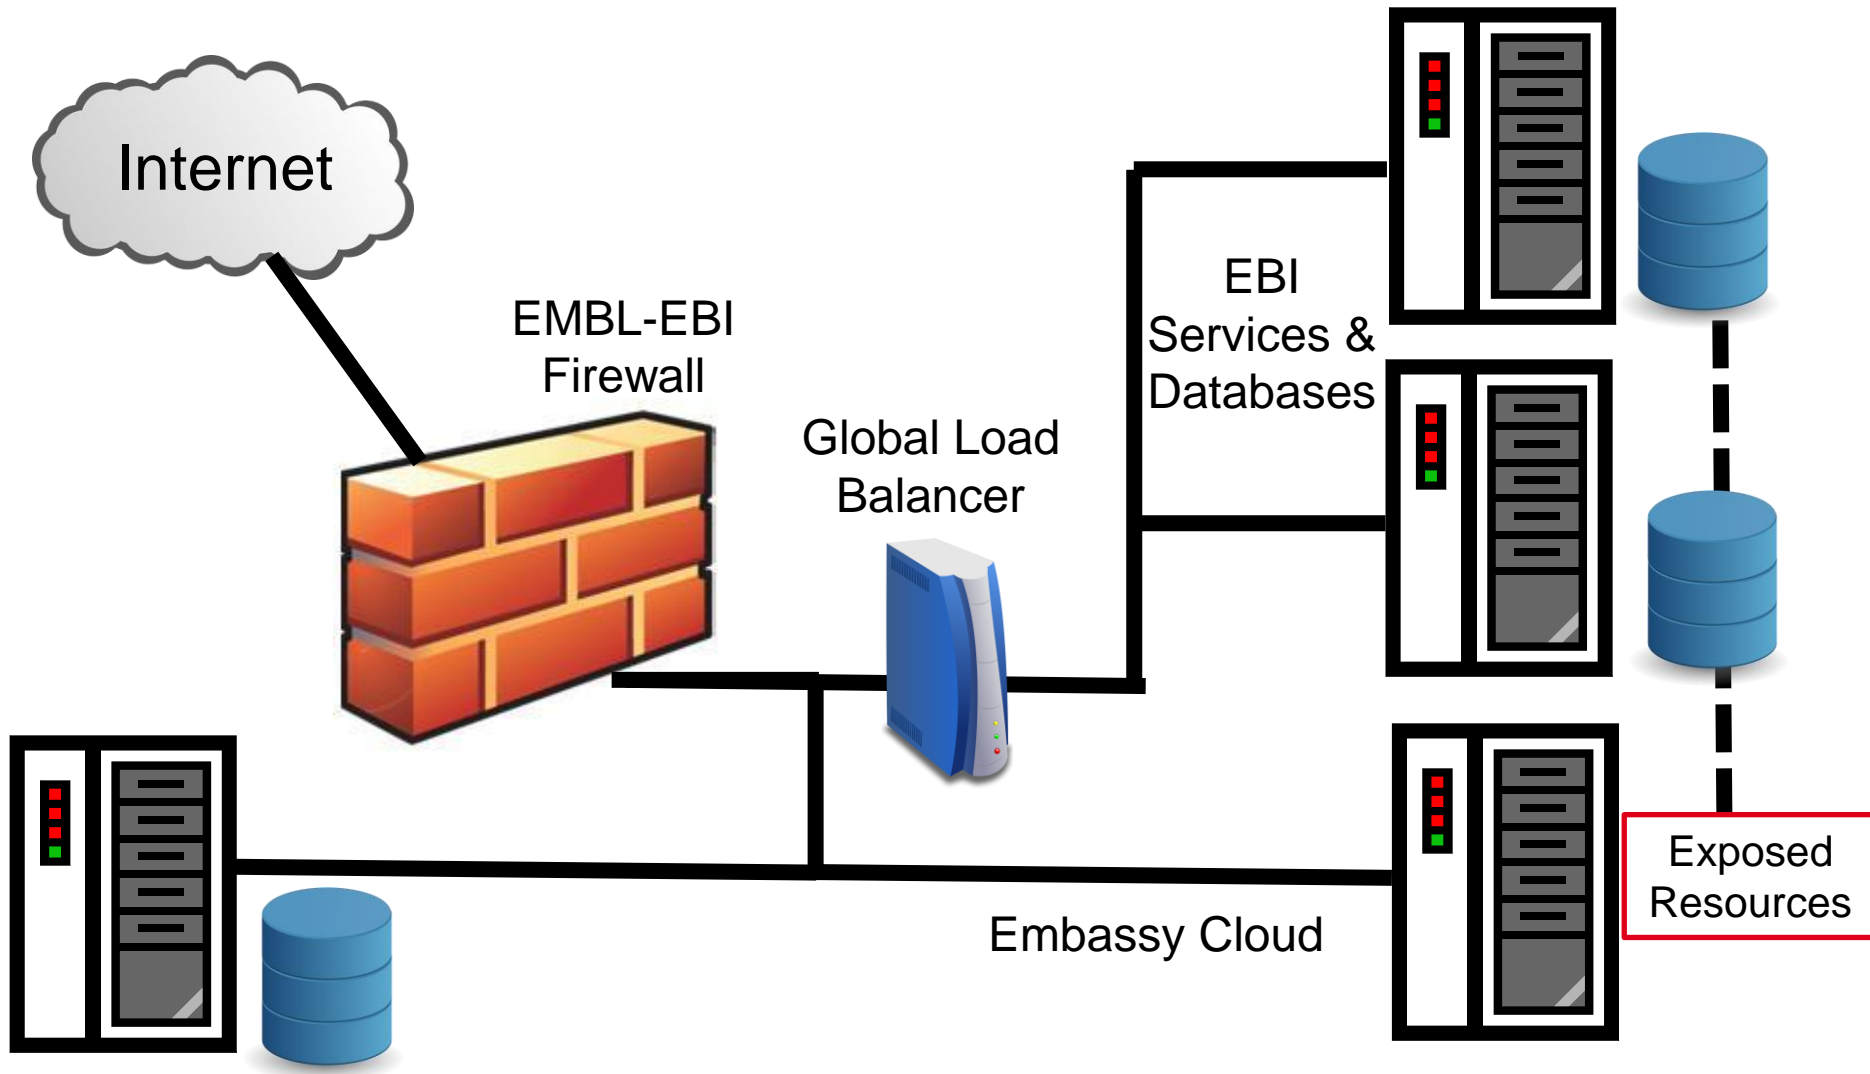 Internet
EMBL-EBI
Firewall
Global Load
Balancer
EBI
Services &
Databases
Embassy Cloud
Exposed
Resources